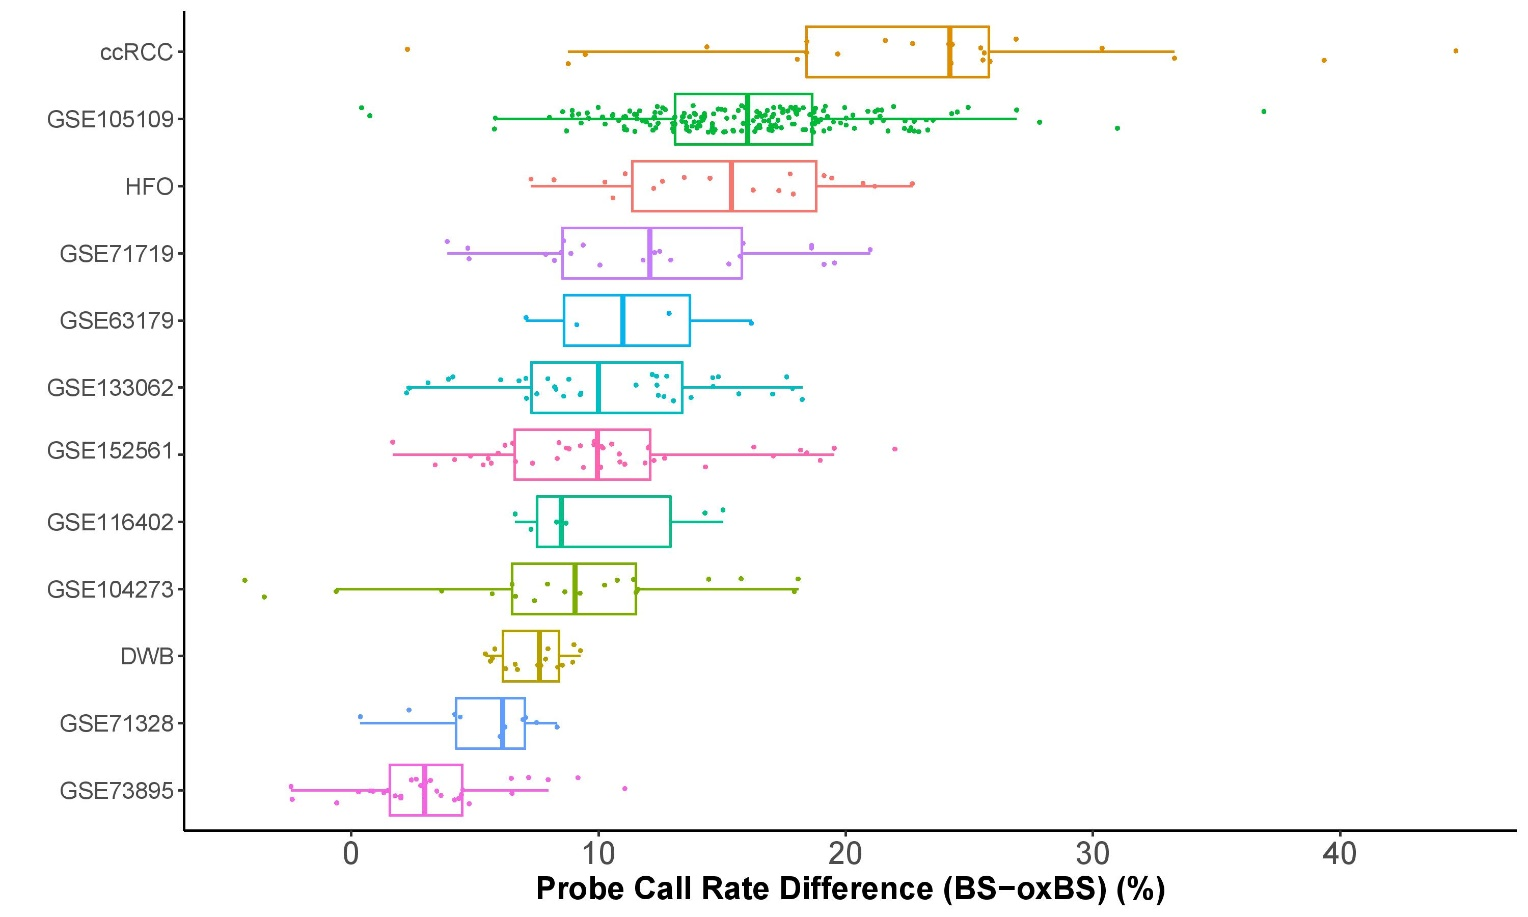 ccRCC
GSE105109
HFO
GSE71719
GSE63179
GSE133062
GSE152561
GSE116402
GSE104273
DWB
GSE71328
GSE73895
0 10 20 30 40
Probe Call Rate Difference (BS−oxBS) (%)